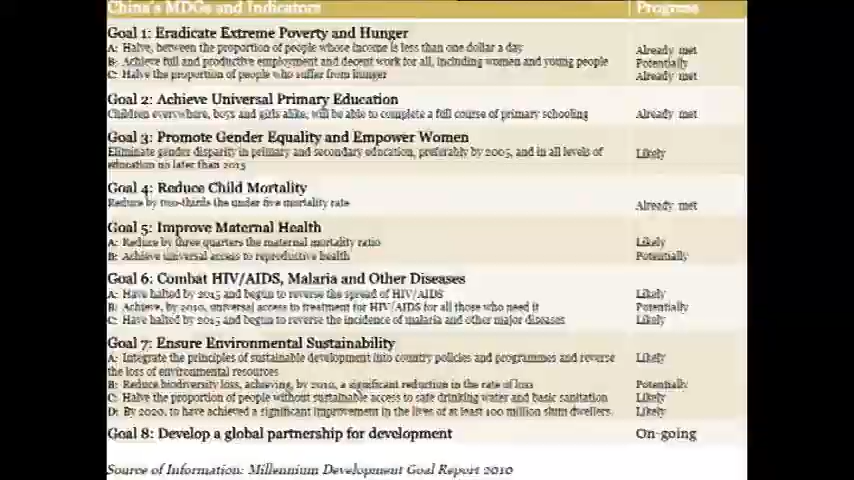 China's MDGs and Indicators | Progress
Goal 1: Eradicate Extreme Poverty and Hunger
A: Halve, between the proportion of people whose income is less than one dollar a day Already met
B: Achieve full and productive employment and decent work for all, including women and young people Potentially
C: Halve the proportion of people who suffer from hunger Already met
Goal 2: Achieve Universal Primary Education
Children everywhere, boys and girls alike, will be able to complete a full course of primary schooling Already met
Goal 3: Promote Gender Equality and Empower Women
Eliminate gender disparity in primary and secondary education, preferably by 2005, and in all levels of Likely
education no later than 2015
Goal 4: Reduce Child Mortality
Reduce by two-thirds the under five mortality rate Already met
Goal 5: Improve Maternal Health
A: Reduce by three quarters the maternal mortality ratio Likely
B: Achieve universal access to reproductive health Potentially
Goal 6: Combat HIV/AIDS, Malaria and Other Diseases
A: Have halted by 2015 and begun to reverse the spread of HIV/AIDS Likely
B: Achieve, by 2010, universal access to treatment for HIV/AIDS for all those who need it Potentially
C: Have halted by 2015 and begun to reverse the incidence of malaria and other major diseases Likely
Goal 7: Ensure Environmental Sustainability
A: Integrate the principles of sustainable development into country policies and programmes and reverse Likely
the loss of environmental resources
B: Reduce biodiversity loss, achieving, by 2010, a significant reduction in the rate of loss Potentially
C: Halve the proportion of people without sustainable access to safe drinking water and basic sanitation Likely
D: By 2020, to have achieved a significant improvement in the lives of at least 100 million slum dwellers. Likely
Goal 8: Develop a global partnership for development On-going
Source of Information: Millennium Development Goal Report 2010